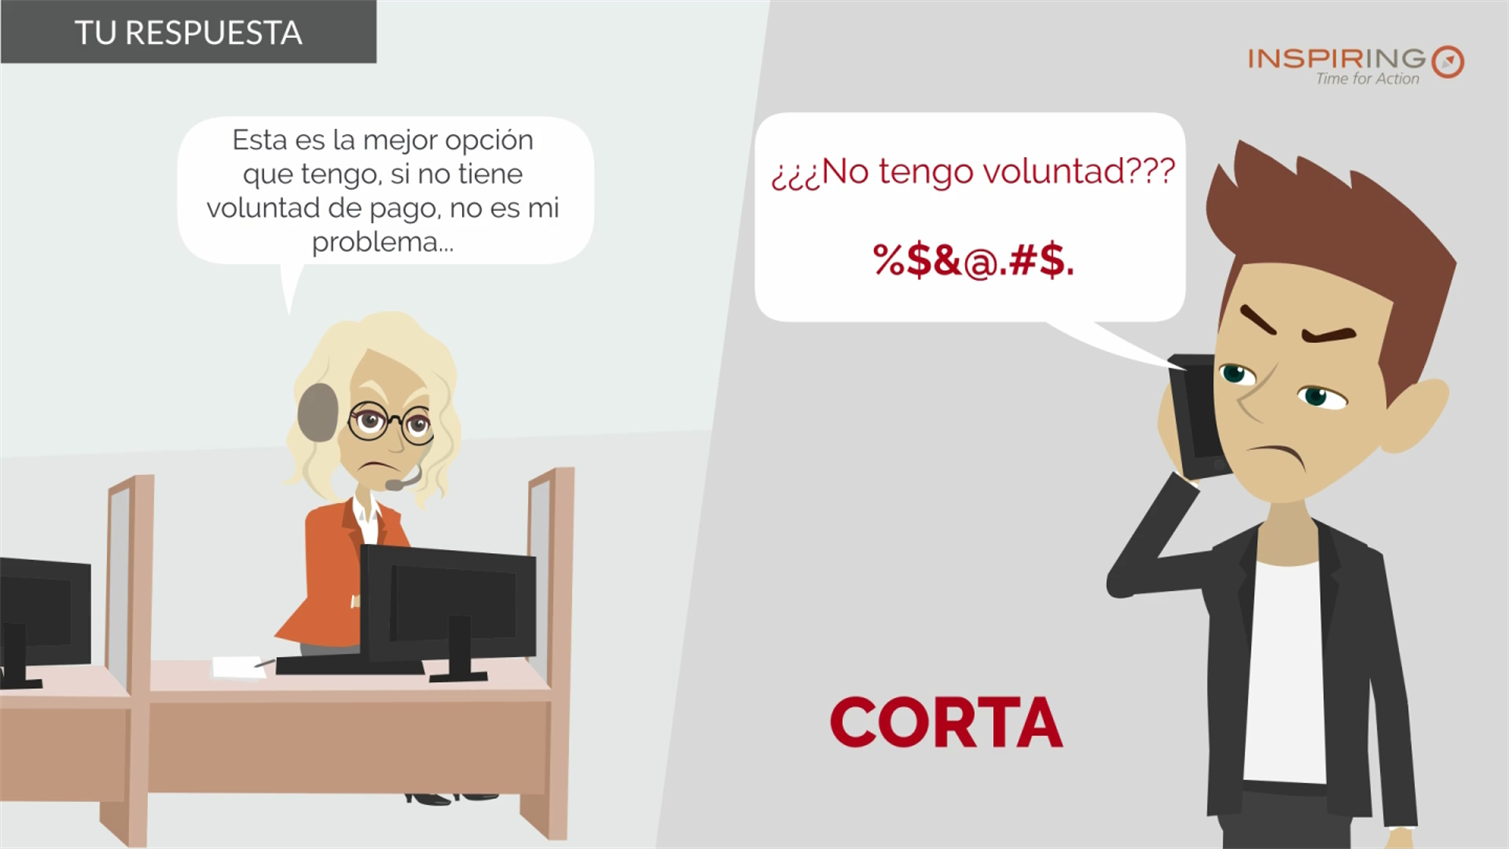 TU RESPUESTA
INSPIRING
Time for Action
Esta es la mejor opción
que tengo, si no tiene
voluntad de pago, no es mi
problema...
¿¿¿No tengo voluntad???
%$&@.#$.
CORTA